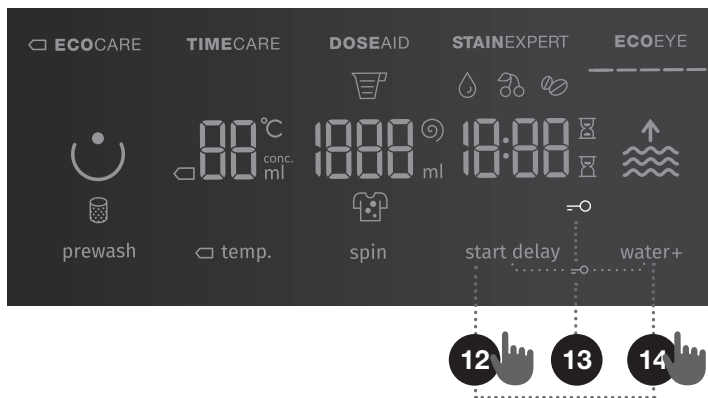 ECOCARE TIMECARE DOSEAID STAINEXPERT ECOEYE
88 °C conc. ml 1888 ml 18:88
prewash temp. spin start delay water+
12 13 14